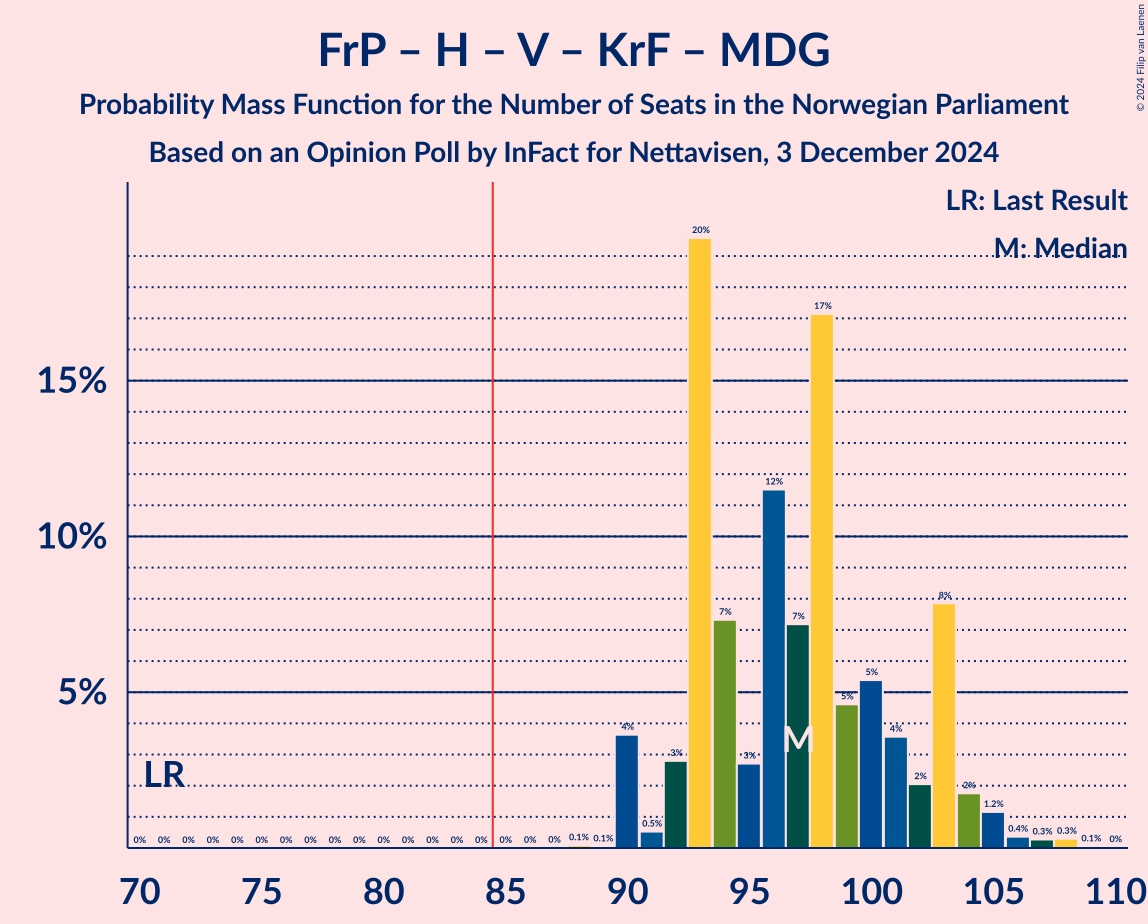 FrP – H – V – KrF – MDG
Probability Mass Function for the Number of Seats in the Norwegian Parliament
Based on an Opinion Poll by InFact for Nettavisen, 3 December 2024
© 2024 Filip van Laenen
LR: Last Result
M: Median
15%
10%
5%
LR
M
0% 0% 0% 0% 0% 0% 0% 0% 0% 0% 0% 0% 0% 0% 0% 0% 0% 0% 0.1% 0.1% 4% 0.5% 3% 20% 7% 3% 12% 7% 17% 5% 5% 4% 2% 8% 2% 1.2% 0.4% 0.3% 0.3% 0.1% 0%
70 75 80 85 90 95 100 105 110